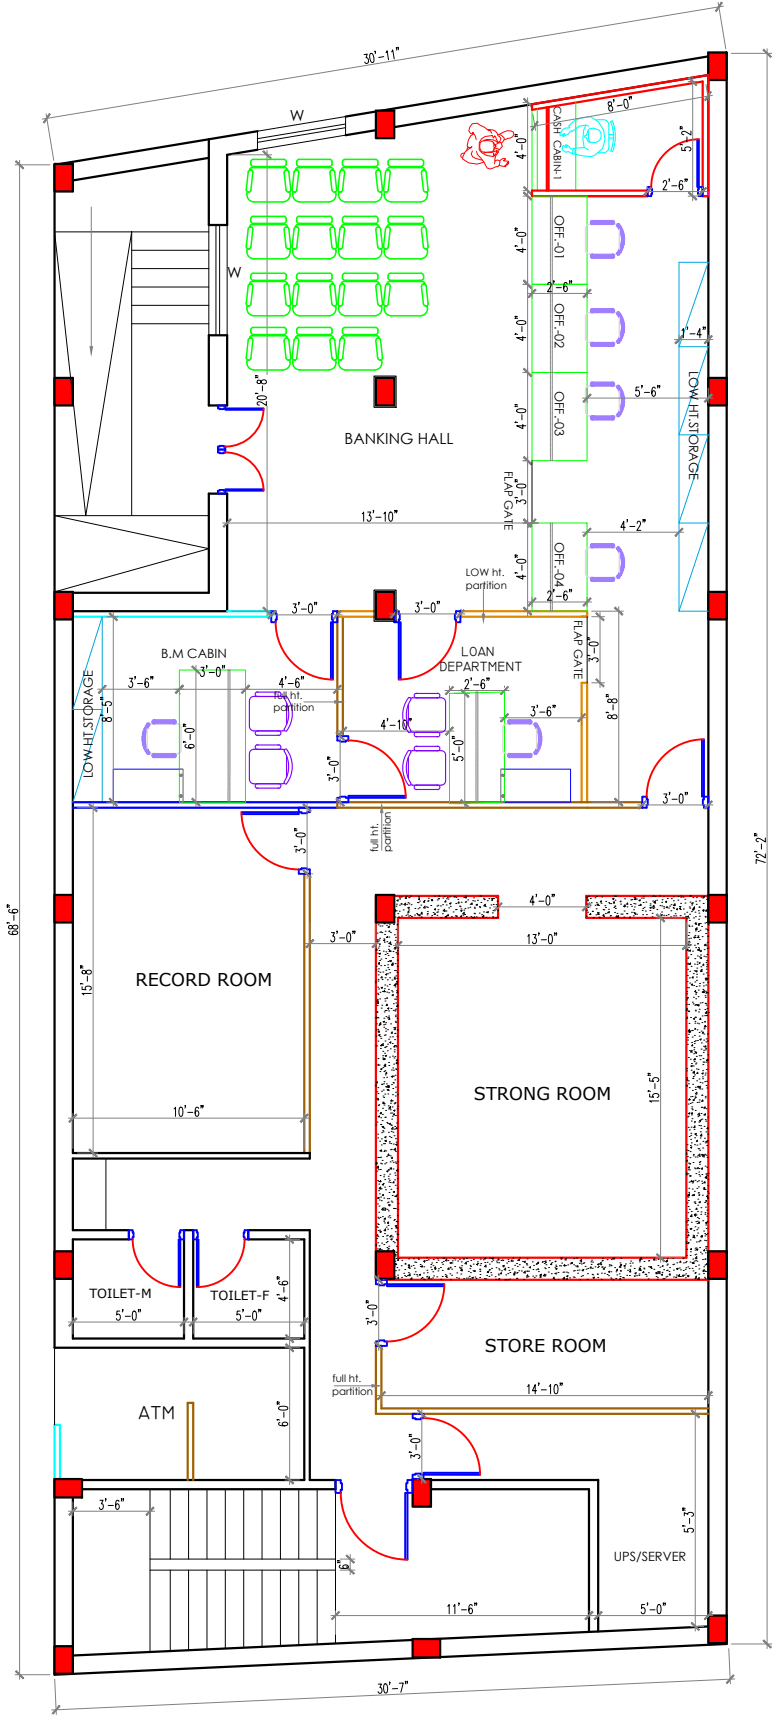 30'-11"
W
8'-0"
CASH CABIN-1
4'-0"
5'-2"
2'-6"
W
OFF.-01
4'-0"
2'-6"
OFF.-02
4'-0"
1'-4"
20'-8"
OFF.-03
4'-0"
5'-6"
LOW HT.STORAGE
BANKING HALL
FLAP GATE
3'-0"
13'-10"
4'-2"
OFF.-04
4'-0"
2'-6"
LOW ht.
partition
3'-0"
3'-0"
B.M CABIN
LOAN
DEPARTMENT
FLAP GATE
3'-0"
LOW HT.STORAGE
8'-5"
3'-6"
3'-0"
4'-6"
full ht.
partition
6'-0"
2'-6"
3'-6"
4'-10"
5'-0"
8'-8"
3'-0"
3'-0"
3'-0"
full ht.
partition
72'-2"
68'-6"
4'-0"
3'-0"
13'-0"
15'-8"
RECORD ROOM
STRONG ROOM
15'-5"
10'-6"
TOILET-M
5'-0"
TOILET-F
5'-0"
4'-6"
3'-0"
STORE ROOM
full ht.
partition
14'-10"
ATM
6'-0"
3'-0"
3'-6"
5'-3"
UPS/SERVER
6"
11'-6"
5'-0"
30'-7"